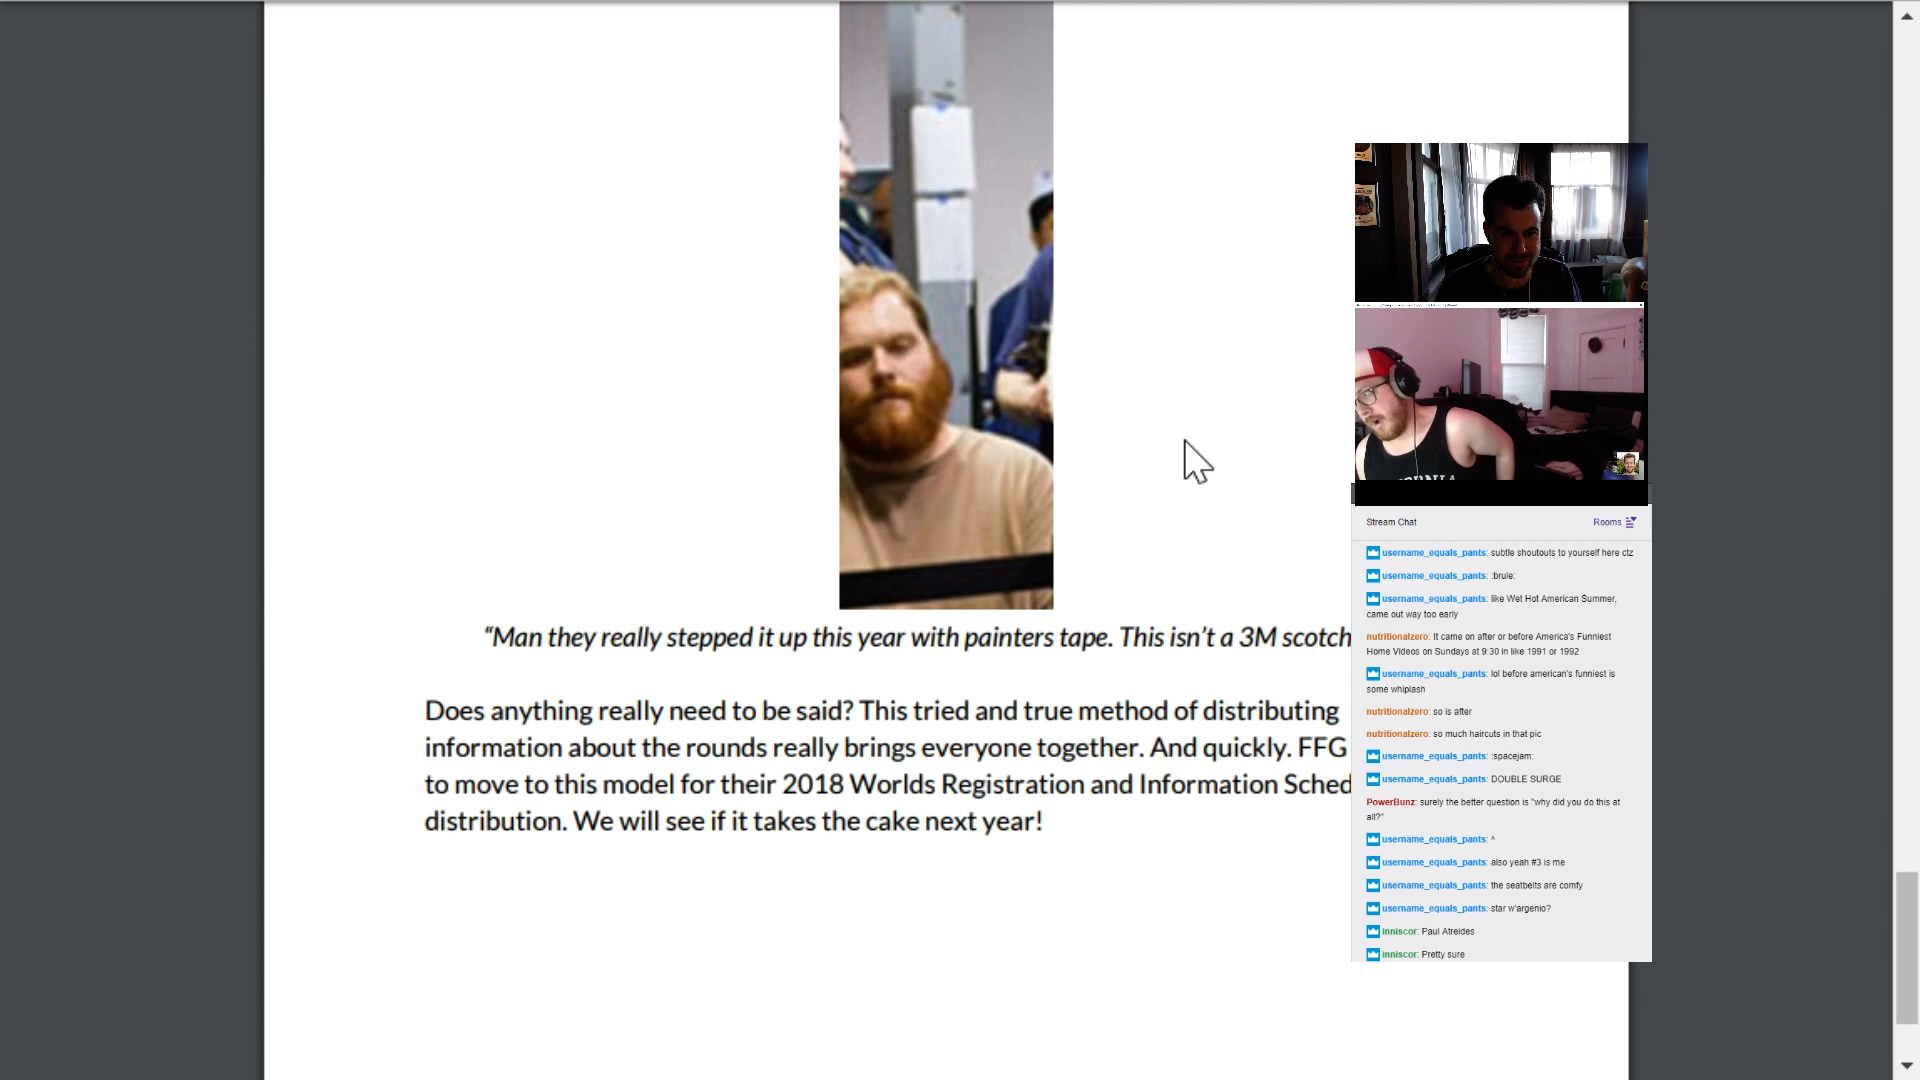 “Man they really stepped it up this year with painters tape. This isn’t a 3M scotch
Does anything really need to be said? This tried and true method of distributing
information about the rounds really brings everyone together. And quickly. FFG
to move to this model for their 2018 Worlds Registration and Information Sched
distribution. We will see if it takes the cake next year!
Stream Chat
Rooms
username_equals_pants: subtle shoutouts to yourself here ctz
username_equals_pants: :brule:
username_equals_pants: like Wet Hot American Summer,
came out way too early
nutritionalzero: It came on after or before America's Funniest
Home Videos on Sundays at 9:30 in like 1991 or 1992
username_equals_pants: lol before american's funniest is
some whiplash
nutritionalzero: so is after
nutritionalzero: so much haircuts in that pic
username_equals_pants: :spacejam:
username_equals_pants: DOUBLE SURGE
PowerBunz: surely the better question is "why did you do this at
all?"
username_equals_pants: ^
username_equals_pants: also yeah #3 is me
username_equals_pants: the seatbelts are comfy
username_equals_pants: star w'argenio?
inniscor: Paul Atreides
inniscor: Pretty sure